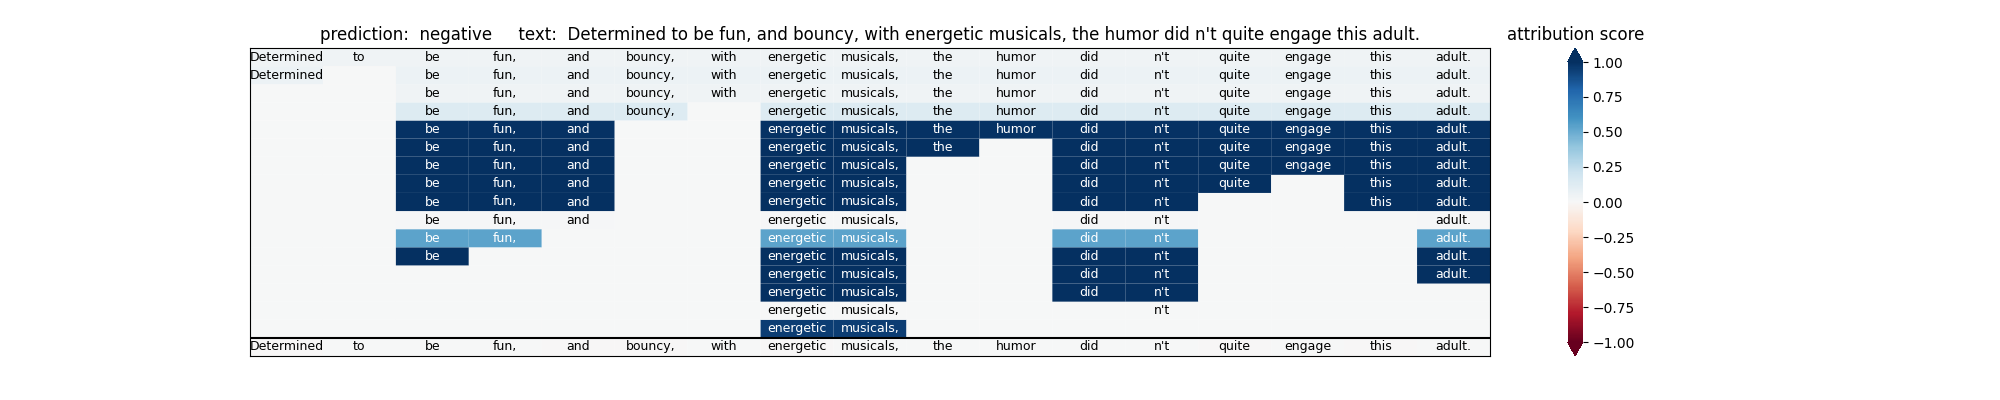 prediction:  negative     text:  Determined to be fun, and bouncy, with energetic musicals, the humor did n't quite engage this adult.
attribution score
Determined to be fun, and bouncy, with energetic musicals, the humor did n't quite engage this adult.
Determined be fun, and bouncy, with energetic musicals, the humor did n't quite engage this adult.
be fun, and bouncy, with energetic musicals, the humor did n't quite engage this adult.
be fun, and bouncy, energetic musicals, the humor did n't quite engage this adult.
be fun, and energetic musicals, the humor did n't quite engage this adult.
be fun, and energetic musicals, the did n't quite engage this adult.
be fun, and energetic musicals, did n't quite engage this adult.
be fun, and energetic musicals, did n't quite this adult.
be fun, and energetic musicals, did n't this adult.
be fun, and energetic musicals, did n't adult.
be fun, energetic musicals, did n't adult.
be energetic musicals, did n't adult.
energetic musicals, did n't adult.
energetic musicals, did n't
energetic musicals, n't
energetic musicals,
Determined to be fun, and bouncy, with energetic musicals, the humor did n't quite engage this adult.
1.00
0.75
0.50
0.25
0.00
−0.25
−0.50
−0.75
−1.00